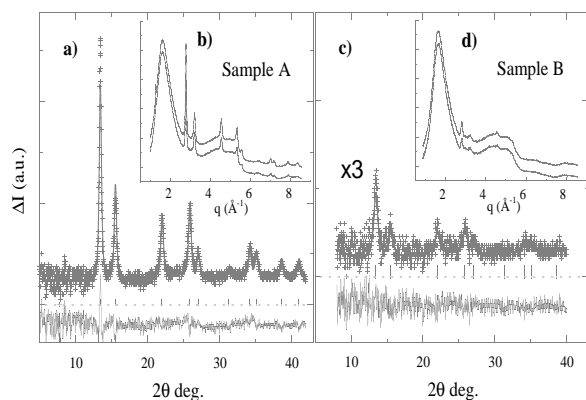 a)
b)
Sample A
2 4 6 8
q (Å⁻¹)
ΔI (a.u.)
10 20 30 40
2θ deg.
c)
d)
Sample B
2 4 6 8
q (Å⁻¹)
x3
10 20 30 40
2θ deg.